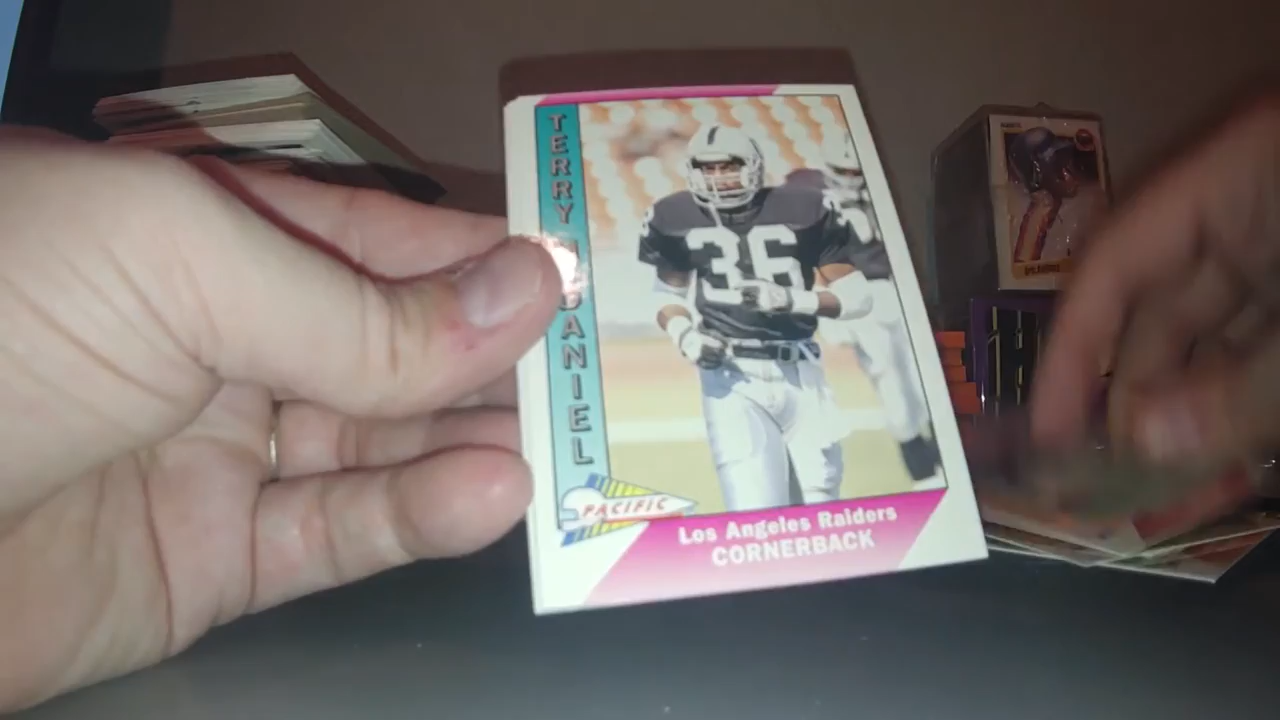 TERRY
DANIEL
36
PACIFIC
Los Angeles Raiders
CORNERBACK